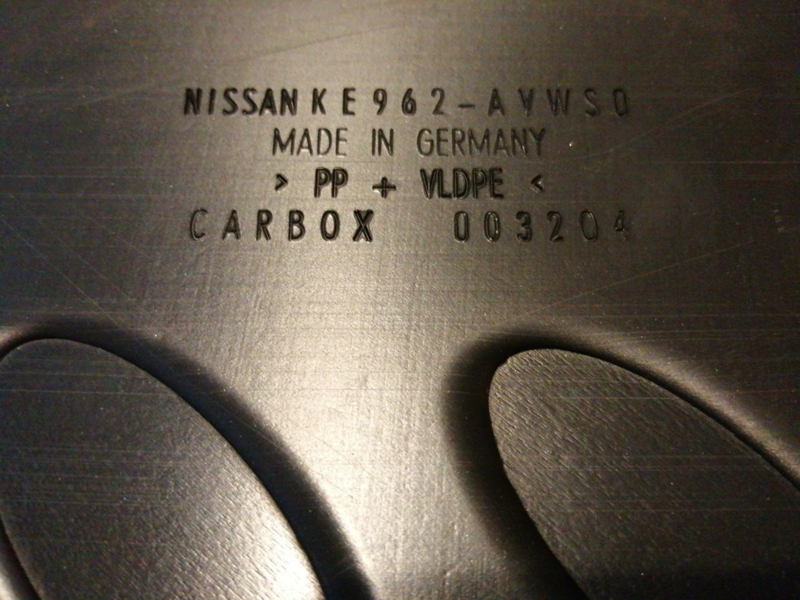 NISSAN KE962-AVWS0
MADE IN GERMANY
> PP + VLDPE <
CARBOX 003204